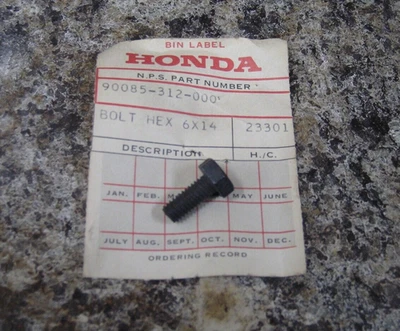 BIN LABEL
HONDA
N.P.S. PART NUMBER
90085-312-000
BOLT HEX 6X14 23301
DESCRIPTION H./C.
JAN. FEB. MAY JUNE
JULY AUG. SEPT. OCT. NOV. DEC.
ORDERING RECORD